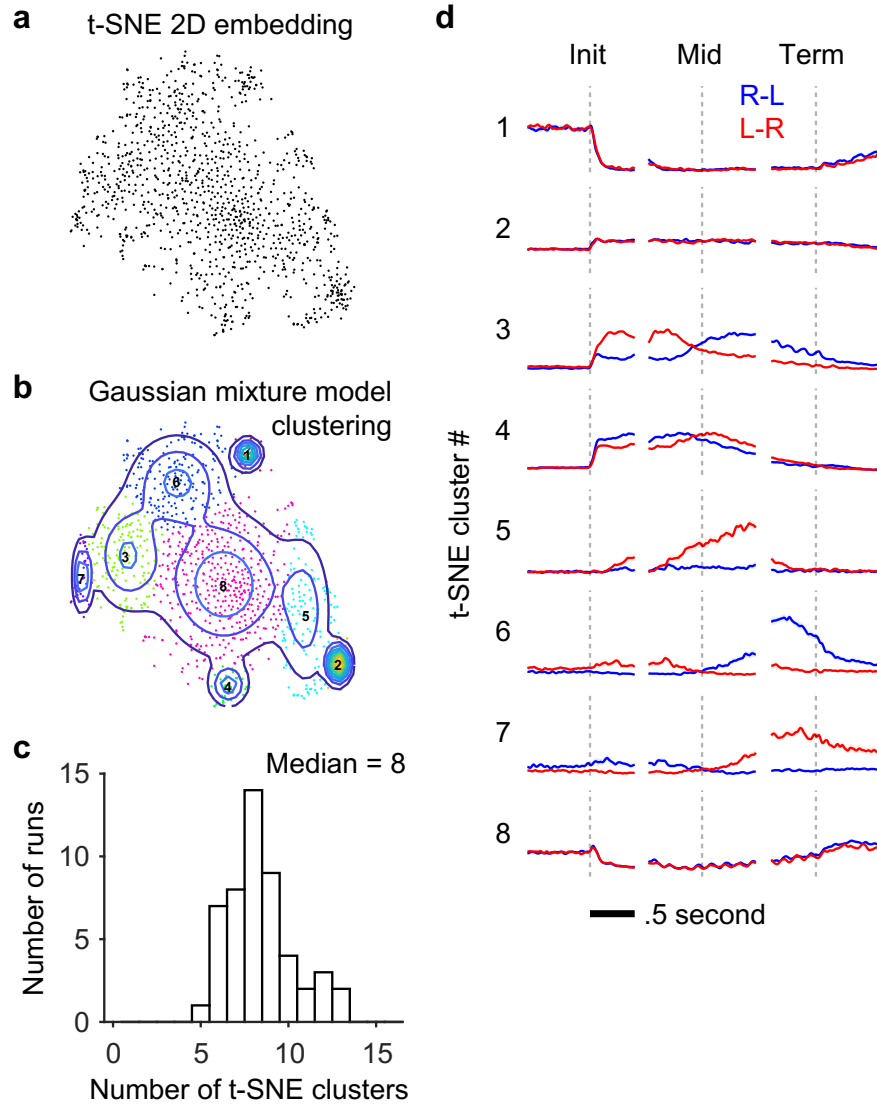 a
t-SNE 2D embedding
b
Gaussian mixture model
clustering
1
6
3
7
8
5
2
4
c
Median = 8
15
10
5
0
Number of runs
0 5 10 15
Number of t-SNE clusters
d
Init Mid Term
R-L
L-R
t-SNE cluster #
1
2
3
4
5
6
7
8
.5 second